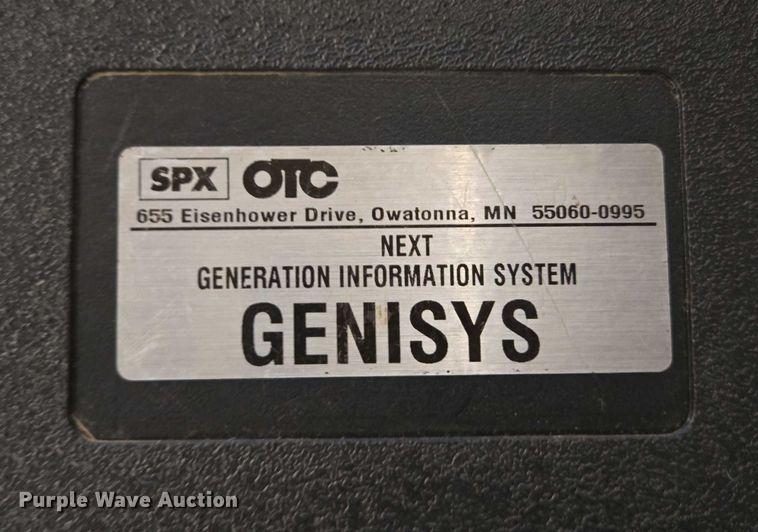 SPX OTC
655 Eisenhower Drive, Owatonna, MN 55060-0995
NEXT
GENERATION INFORMATION SYSTEM
GENISYS
Purple Wave Auction